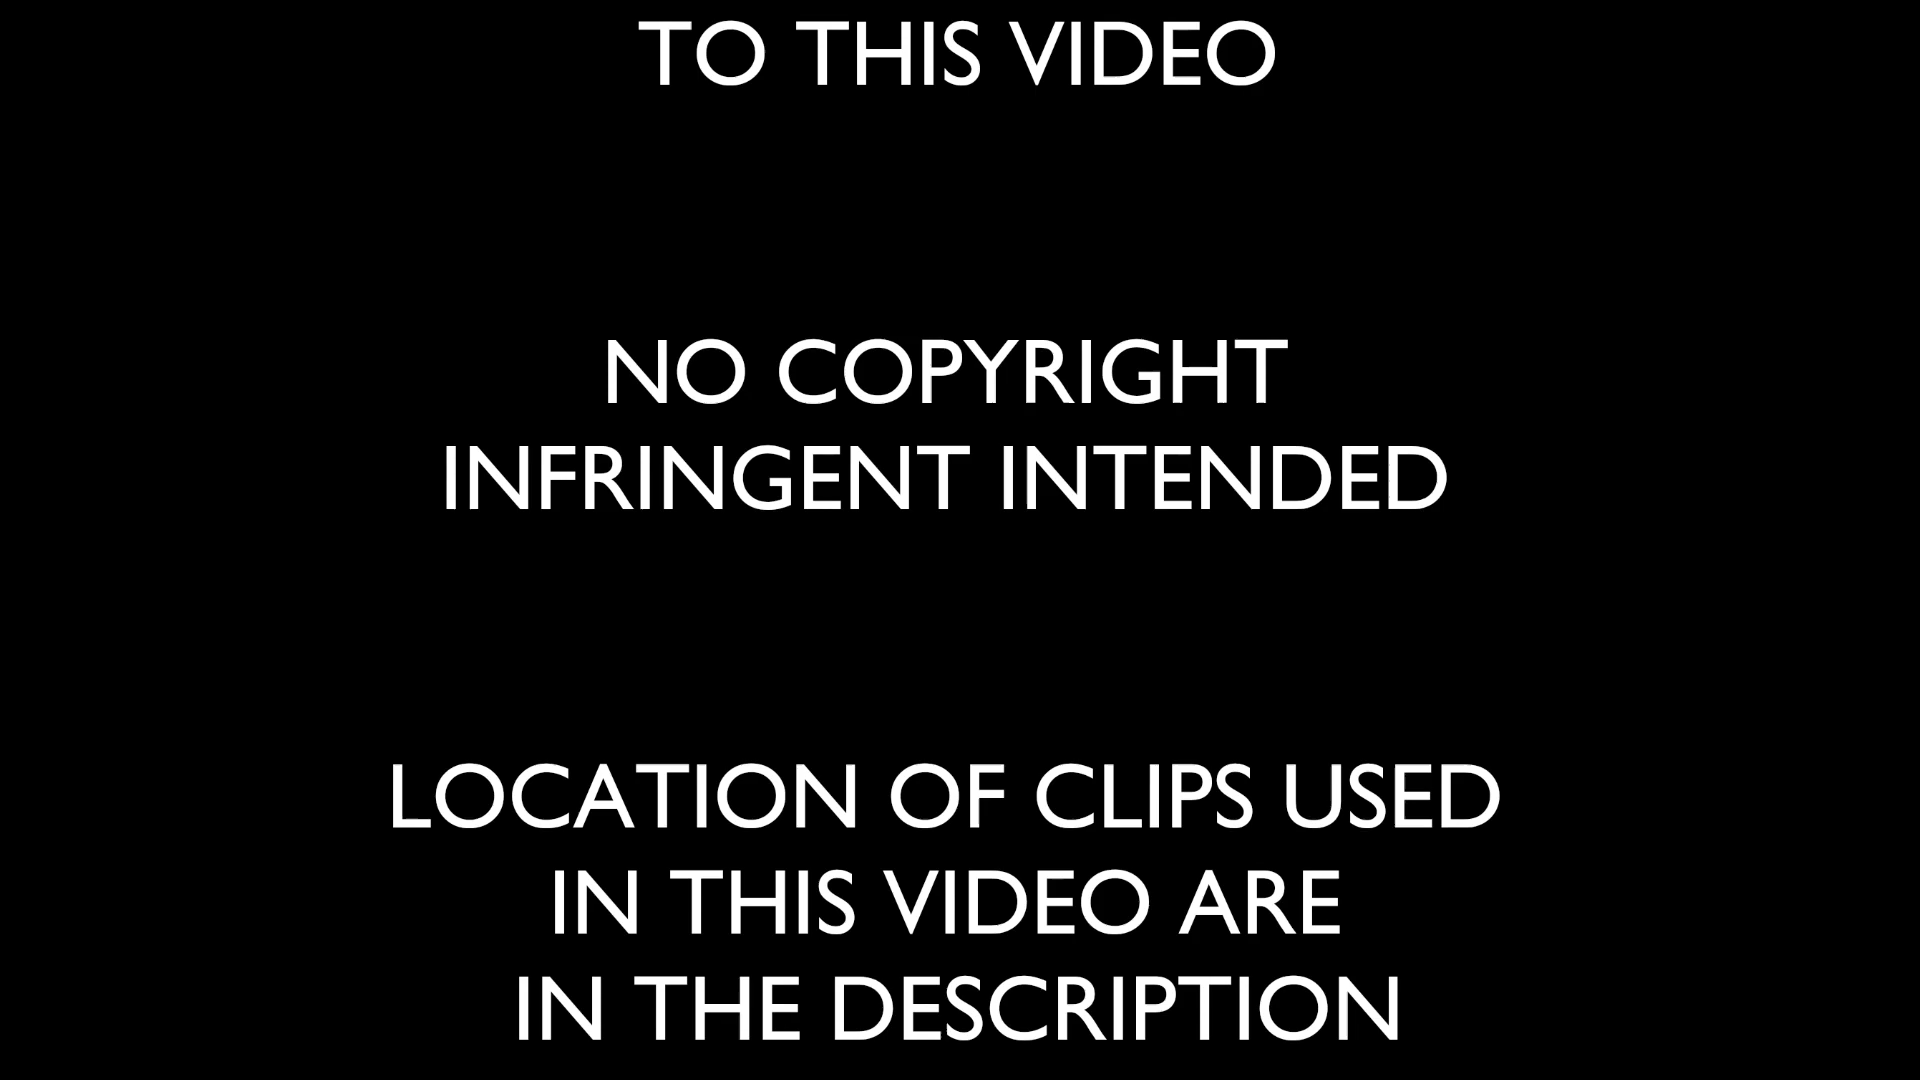 TO THIS VIDEO
NO COPYRIGHT
INFRINGENT INTENDED
LOCATION OF CLIPS USED
IN THIS VIDEO ARE
IN THE DESCRIPTION